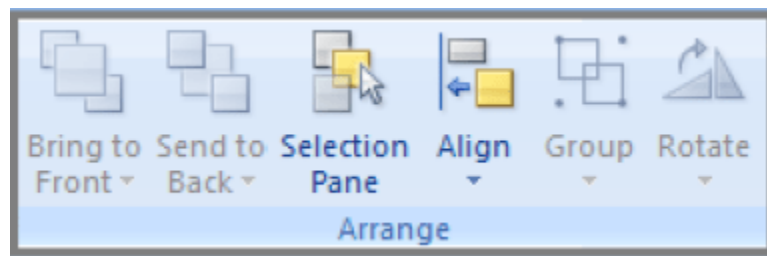 Bring to Send to Selection Align Group Rotate
Front Back Pane
Arrange